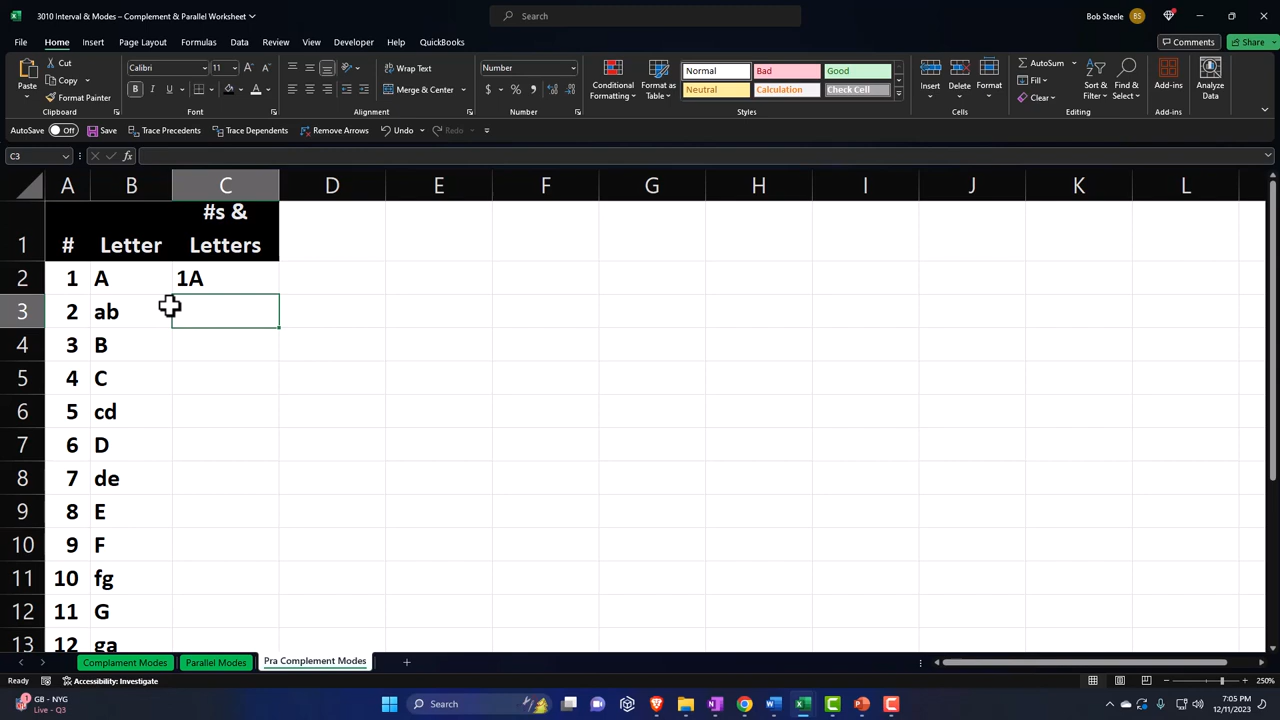 3010 Interval & Modes – Complement & Parallel Worksheet
Search
Bob Steele
BS
File
Home
Insert
Page Layout
Formulas
Data
Review
View
Developer
Help
QuickBooks
Comments
Share
Paste
Cut
Copy
Format Painter
Clipboard
Calibri
11
Font
Wrap Text
Merge & Center
Alignment
Number
Number
Conditional Formatting
Format as Table
Normal
Bad
Good
Neutral
Calculation
Check Cell
Styles
Insert
Delete
Format
Cells
AutoSum
Fill
Clear
Sort & Filter
Find & Select
Editing
Add-ins
Add-ins
Analyze Data
AutoSave Off
Save
Trace Precedents
Trace Dependents
Remove Arrows
Undo
Redo
C3
fx
A B C D E F G H I J K L
1 # Letter #s & Letters
2 1 A 1A
3 2 ab
4 3 B
5 4 C
6 5 cd
7 6 D
8 7 de
9 8 E
10 9 F
11 10 fg
12 11 G
13 12 ga
Complament Modes
Parallel Modes
Pra Complement Modes
Ready
Accessibility: Investigate
250%
GB - NYG
Live - Q3
Search
7:05 PM
12/11/2023